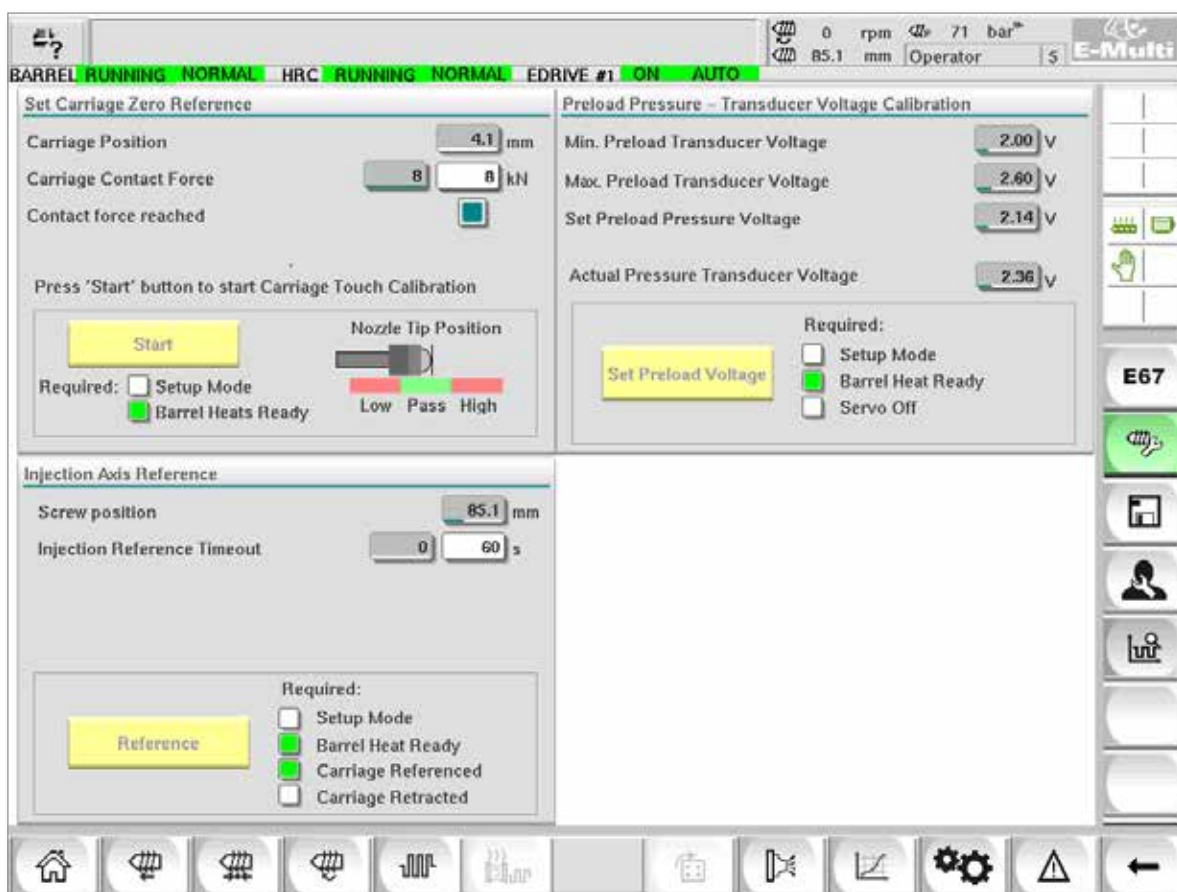 ?
0 rpm 71 bar
85.1 mm Operator 5
E-Multi
BARREL RUNNING NORMAL HRC RUNNING NORMAL EDRIVE #1 ON AUTO
Set Carriage Zero Reference
Carriage Position 4.1 mm
Carriage Contact Force 8 8 kN
Contact force reached
Press 'Start' button to start Carriage Touch Calibration
Start
Required: Setup Mode
Barrel Heats Ready
Nozzle Tip Position
Low Pass High
Preload Pressure - Transducer Voltage Calibration
Min. Preload Transducer Voltage 2.00 V
Max. Preload Transducer Voltage 2.60 V
Set Preload Pressure Voltage 2.14 V
Actual Pressure Transducer Voltage 2.36 V
Set Preload Voltage
Required:
Setup Mode
Barrel Heat Ready
Servo Off
Injection Axis Reference
Screw position 85.1 mm
Injection Reference Timeout 0 60 s
Reference
Required:
Setup Mode
Barrel Heat Ready
Carriage Referenced
Carriage Retracted
E67